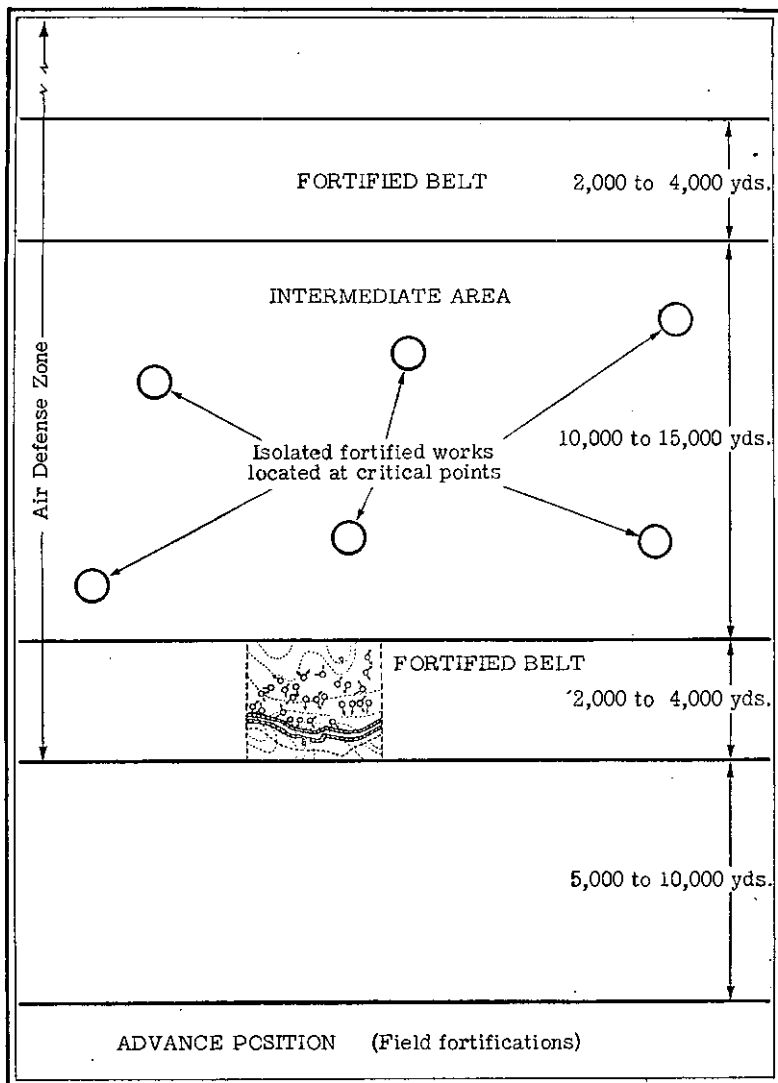 FORTIFIED BELT
2,000 to 4,000 yds.
INTERMEDIATE AREA
Air Defense Zone
Isolated fortified works
located at critical points
10,000 to 15,000 yds.
FORTIFIED BELT
2,000 to 4,000 yds.
5,000 to 10,000 yds.
ADVANCE POSITION (Field fortifications)